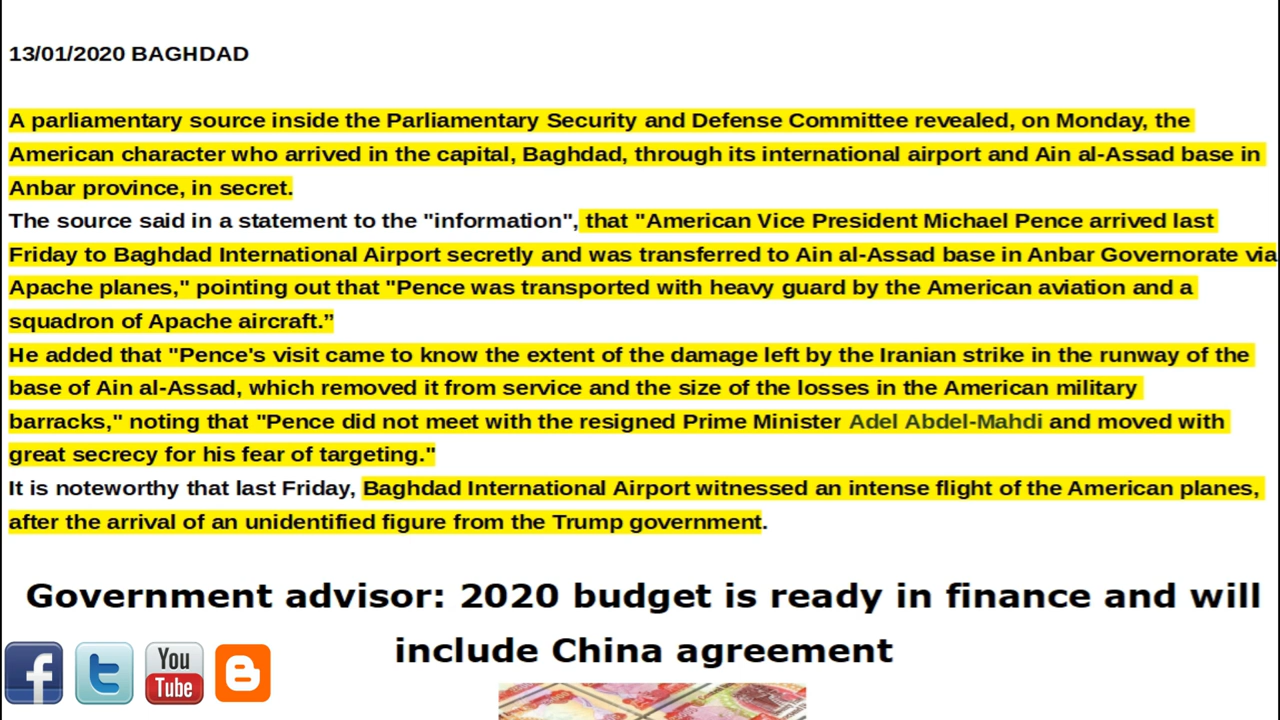 13/01/2020 BAGHDAD
A parliamentary source inside the Parliamentary Security and Defense Committee revealed, on Monday, the
American character who arrived in the capital, Baghdad, through its international airport and Ain al-Assad base in
Anbar province, in secret.
The source said in a statement to the "information", that "American Vice President Michael Pence arrived last
Friday to Baghdad International Airport secretly and was transferred to Ain al-Assad base in Anbar Governorate via
Apache planes," pointing out that "Pence was transported with heavy guard by the American aviation and a
squadron of Apache aircraft.”
He added that "Pence's visit came to know the extent of the damage left by the Iranian strike in the runway of the
base of Ain al-Assad, which removed it from service and the size of the losses in the American military
barracks," noting that "Pence did not meet with the resigned Prime Minister Adel Abdel-Mahdi and moved with
great secrecy for his fear of targeting."
It is noteworthy that last Friday, Baghdad International Airport witnessed an intense flight of the American planes,
after the arrival of an unidentified figure from the Trump government.
Government advisor: 2020 budget is ready in finance and will
include China agreement
You
Tube